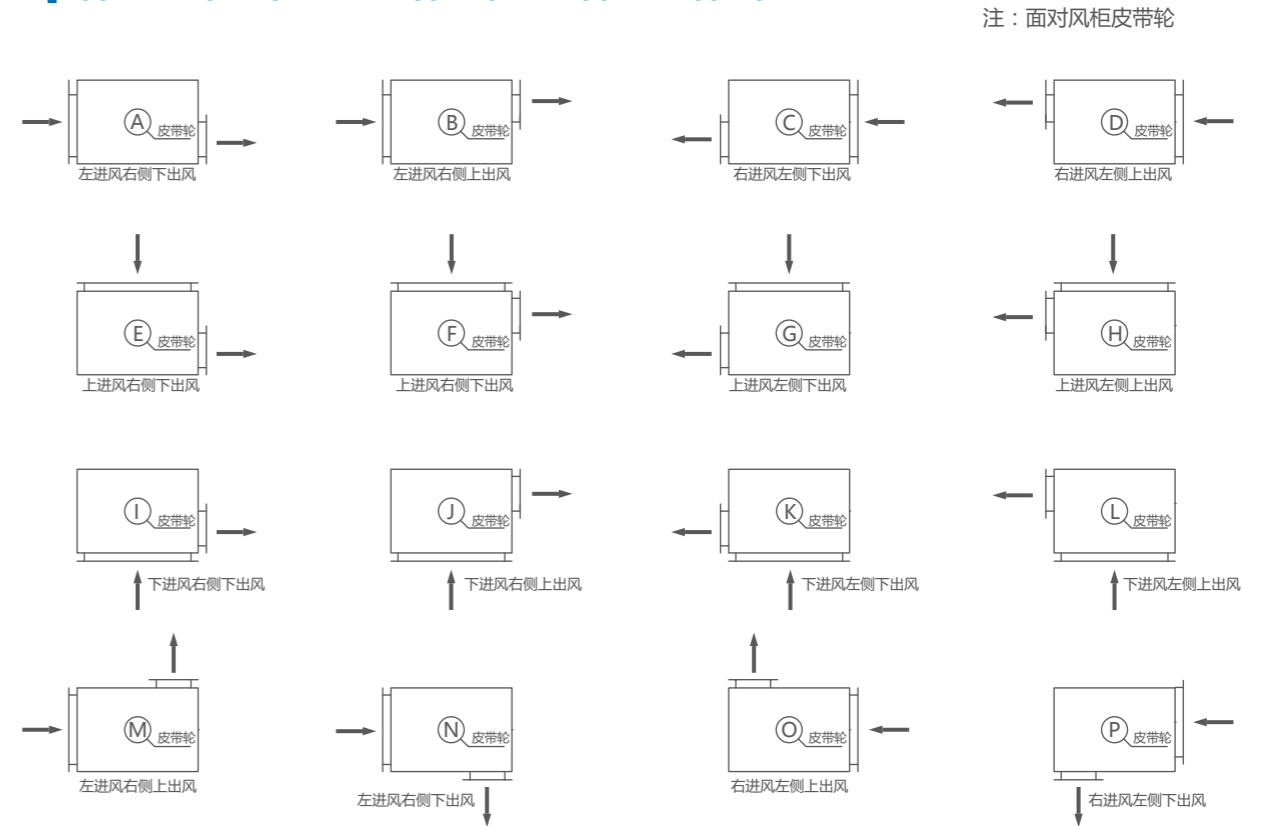 注：面对风柜皮带轮
A 皮带轮
左进风右侧下出风
B 皮带轮
左进风右侧上出风
C 皮带轮
右进风左侧下出风
D 皮带轮
右进风左侧上出风
E 皮带轮
上进风右侧下出风
F 皮带轮
上进风右侧下出风
G 皮带轮
上进风左侧下出风
H 皮带轮
上进风左侧上出风
I 皮带轮
下进风右侧下出风
J 皮带轮
下进风右侧上出风
K 皮带轮
下进风左侧下出风
L 皮带轮
下进风左侧上出风
M 皮带轮
左进风右侧上出风
N 皮带轮
左进风右侧下出风
O 皮带轮
右进风左侧上出风
P 皮带轮
右进风左侧下出风